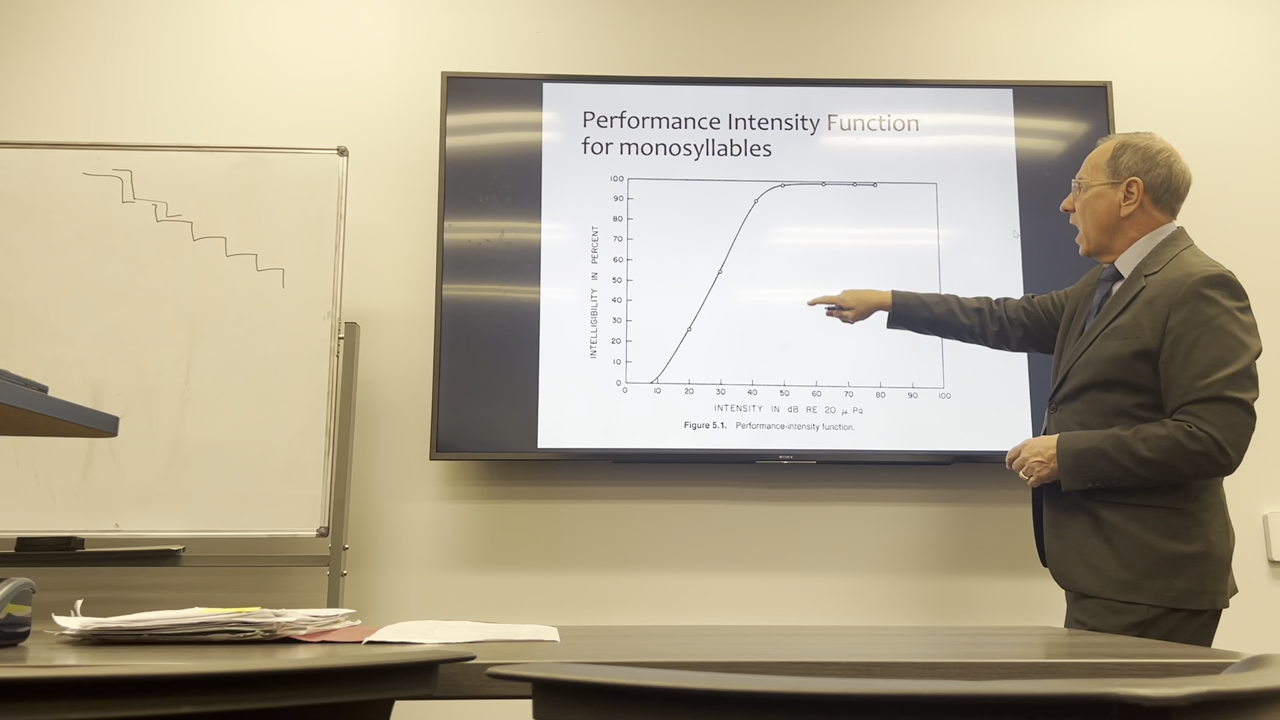 Performance Intensity Function
for monosyllables
100
90
80
70
60
50
40
30
20
10
0
INTELLIGIBILITY IN PERCENT
0 10 20 30 40 50 60 70 80 90 100
INTENSITY IN dB RE 20 μ Pa
Figure 5.1. Performance-intensity function.
SONY